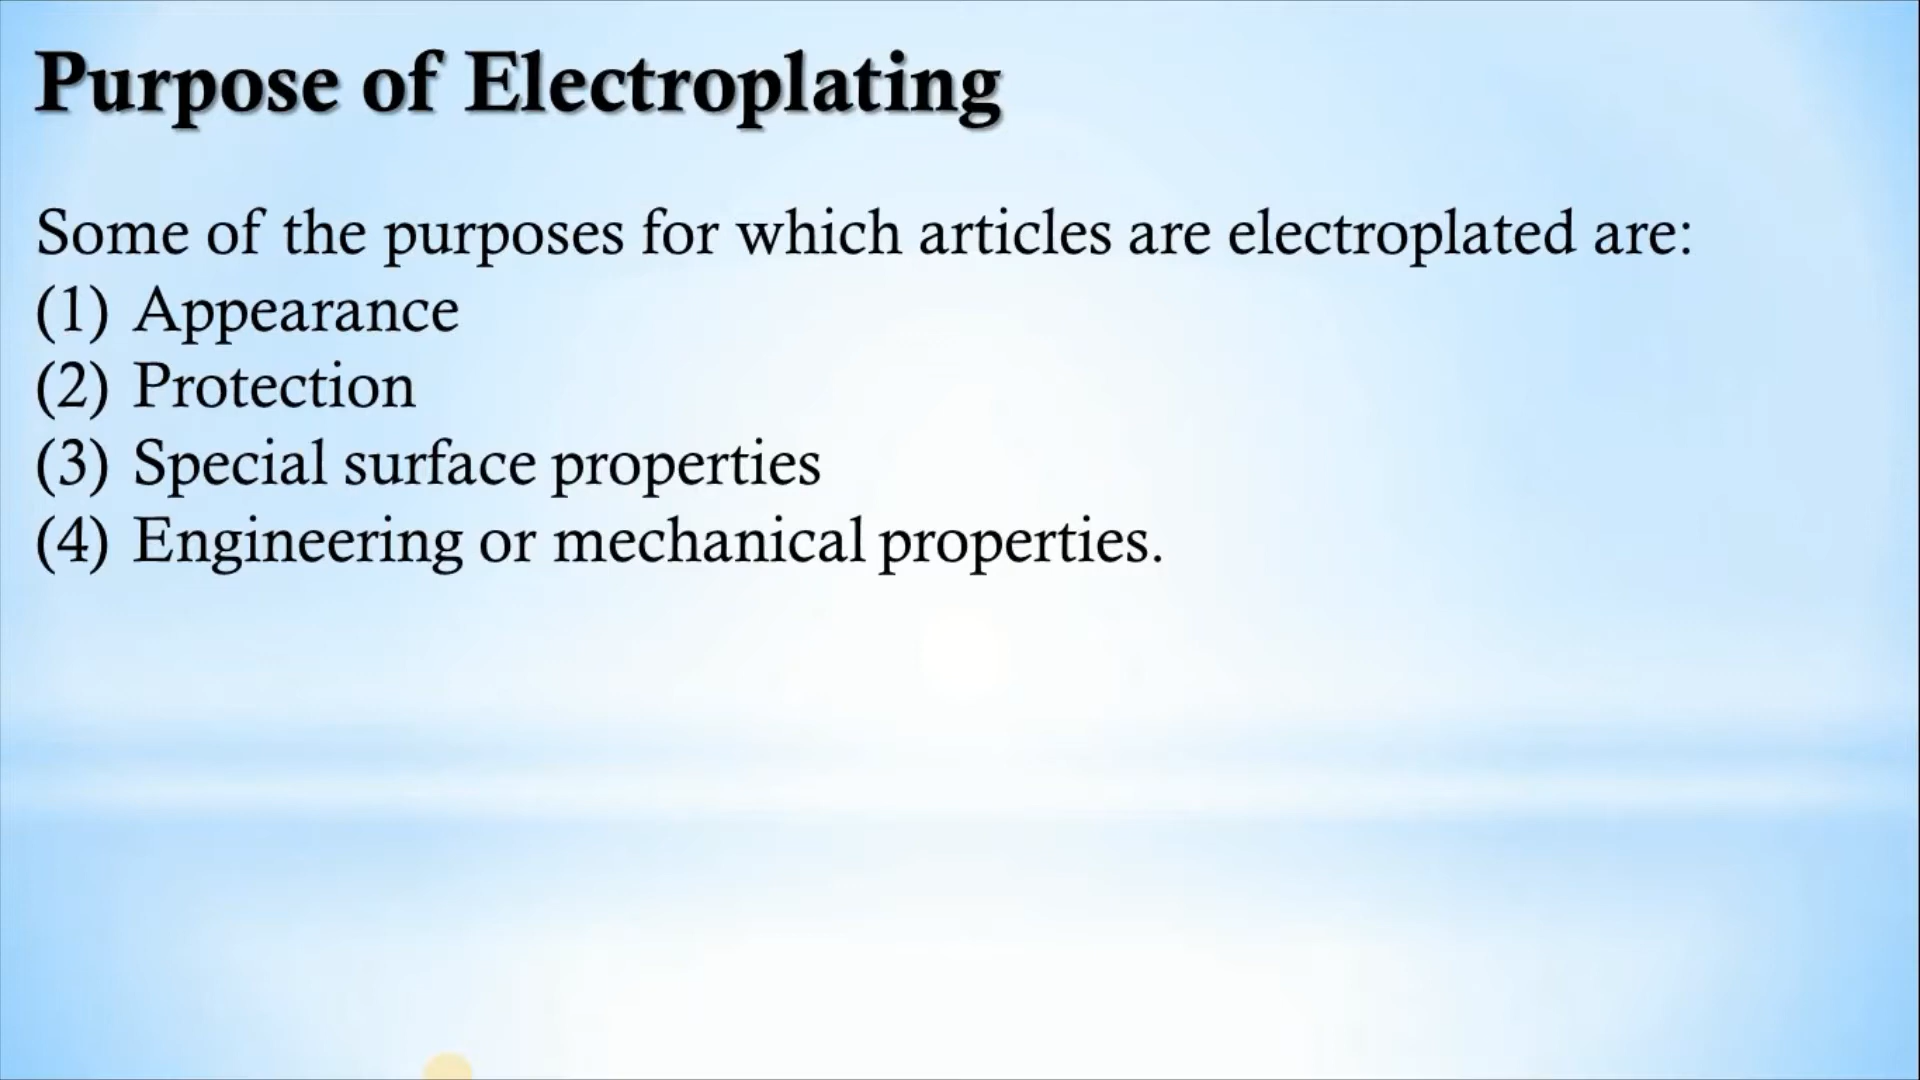 Purpose of Electroplating
Some of the purposes for which articles are electroplated are:
(1) Appearance
(2) Protection
(3) Special surface properties
(4) Engineering or mechanical properties.